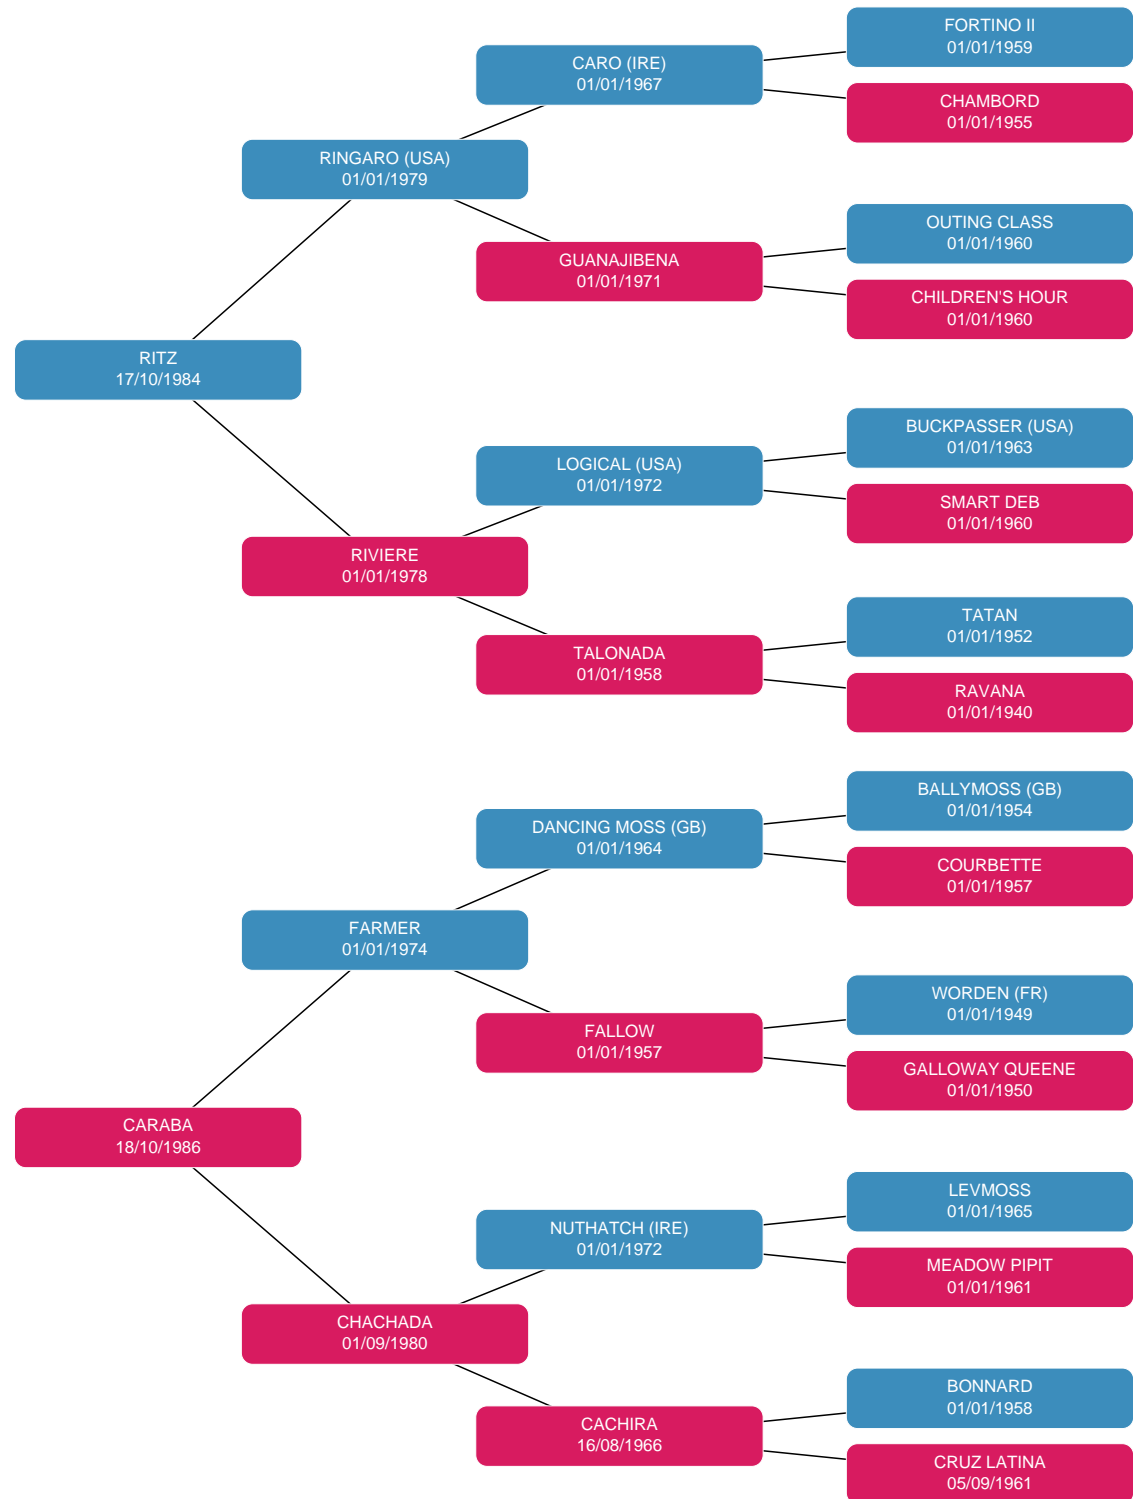 FORTINO II
01/01/1959
CARO (IRE)
01/01/1967
CHAMBORD
01/01/1955
RINGARO (USA)
01/01/1979
OUTING CLASS
01/01/1960
GUANAJIBENA
01/01/1971
CHILDREN'S HOUR
01/01/1960
RITZ
17/10/1984
BUCKPASSER (USA)
01/01/1963
LOGICAL (USA)
01/01/1972
SMART DEB
01/01/1960
RIVIERE
01/01/1978
TATAN
01/01/1952
TALONADA
01/01/1958
RAVANA
01/01/1940
BALLYMOSS (GB)
01/01/1954
DANCING MOSS (GB)
01/01/1964
COURBETTE
01/01/1957
FARMER
01/01/1974
WORDEN (FR)
01/01/1949
FALLOW
01/01/1957
GALLOWAY QUEENE
01/01/1950
CARABA
18/10/1986
LEVMOSS
01/01/1965
NUTHATCH (IRE)
01/01/1972
MEADOW PIPIT
01/01/1961
CHACHADA
01/09/1980
BONNARD
01/01/1958
CACHIRA
16/08/1966
CRUZ LATINA
05/09/1961